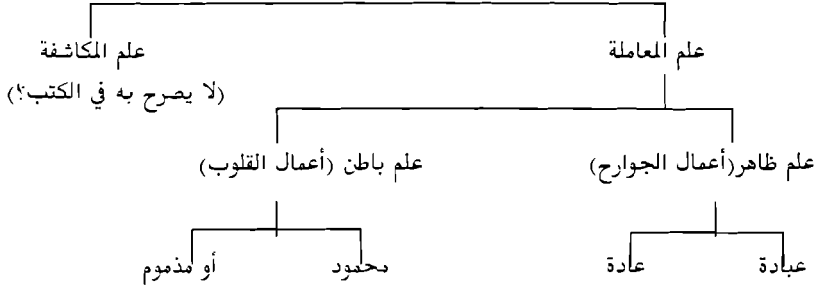 علم المعاملة علم المكاشفة
(لا يصرح به في الكتب؟)
علم ظاهر (أعمال الجوارح) علم باطن (أعمال القلوب)
عبادة عادة محمود أو مذموم